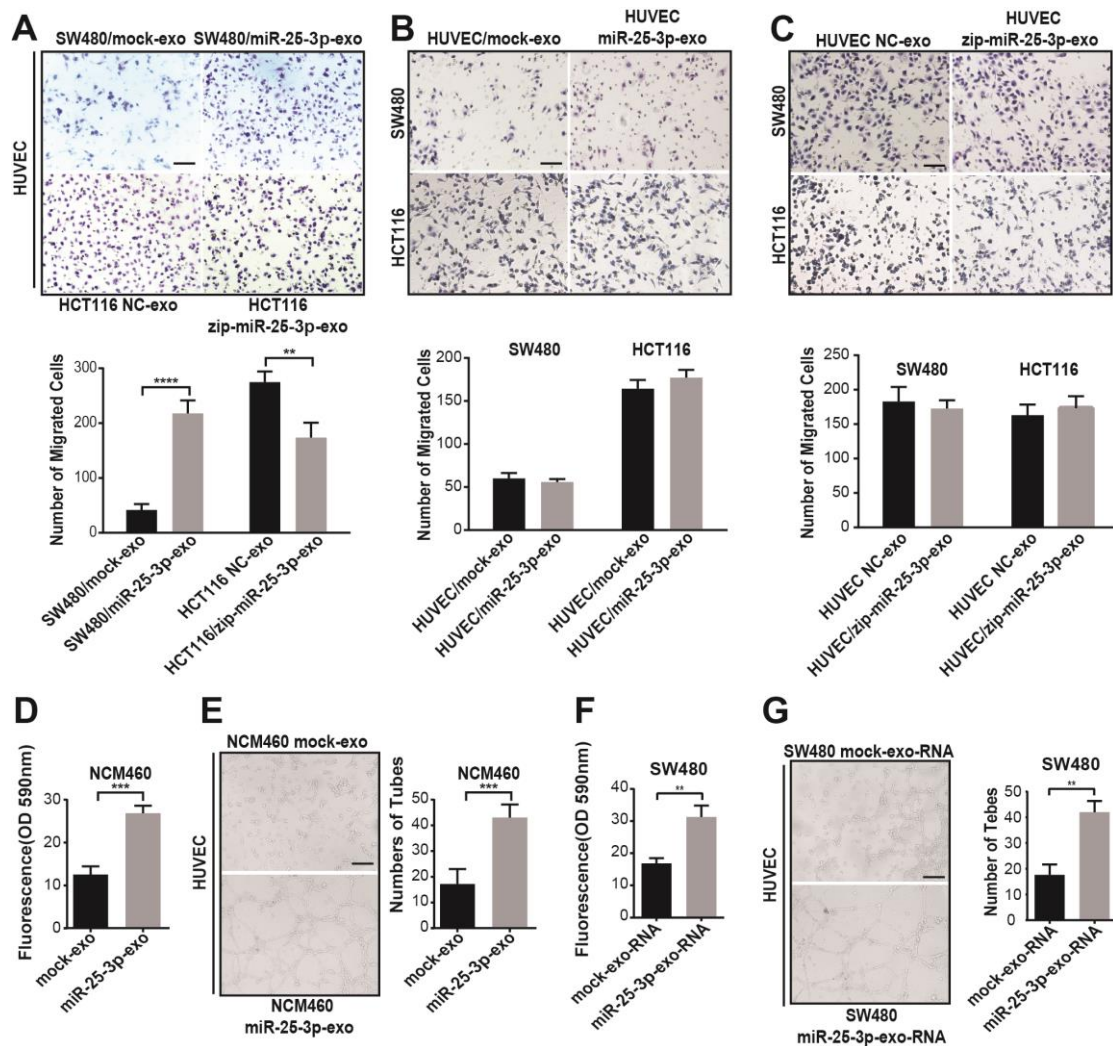 A
SW480/mock-exo SW480/miR-25-3p-exo
HUVEC
HCT116 NC-exo
HCT116
zip-miR-25-3p-exo
Number of Migrated Cells
300
200
100
0
****
**
SW480/mock-exo
SW480/miR-25-3p-exo
HCT116 NC-exo
HCT116/zip-miR-25-3p-exo
B
HUVEC/mock-exo
HUVEC
miR-25-3p-exo
SW480
HCT116
Number of Migrated Cells
200
150
100
50
0
SW480
HCT116
HUVEC/mock-exo
HUVEC/miR-25-3p-exo
HUVEC/mock-exo
HUVEC/miR-25-3p-exo
C
HUVEC NC-exo
HUVEC
zip-miR-25-3p-exo
SW480
HCT116
Number of Migrated Cells
250
200
150
100
50
0
SW480
HCT116
HUVEC NC-exo
HUVEC/zip-miR-25-3p-exo
HUVEC NC-exo
HUVEC/zip-miR-25-3p-exo
D
Fluorescence(OD 590nm)
30
20
10
0
NCM460
***
mock-exo
miR-25-3p-exo
E
NCM460 mock-exo
HUVEC
NCM460
miR-25-3p-exo
Numbers of Tubes
50
40
30
20
10
0
NCM460
***
mock-exo
miR-25-3p-exo
F
Fluorescence(OD 590nm)
40
30
20
10
0
SW480
**
mock-exo-RNA
miR-25-3p-exo-RNA
G
SW480 mock-exo-RNA
HUVEC
SW480
miR-25-3p-exo-RNA
Number of Tebes
50
40
30
20
10
0
SW480
**
mock-exo-RNA
miR-25-3p-exo-RNA